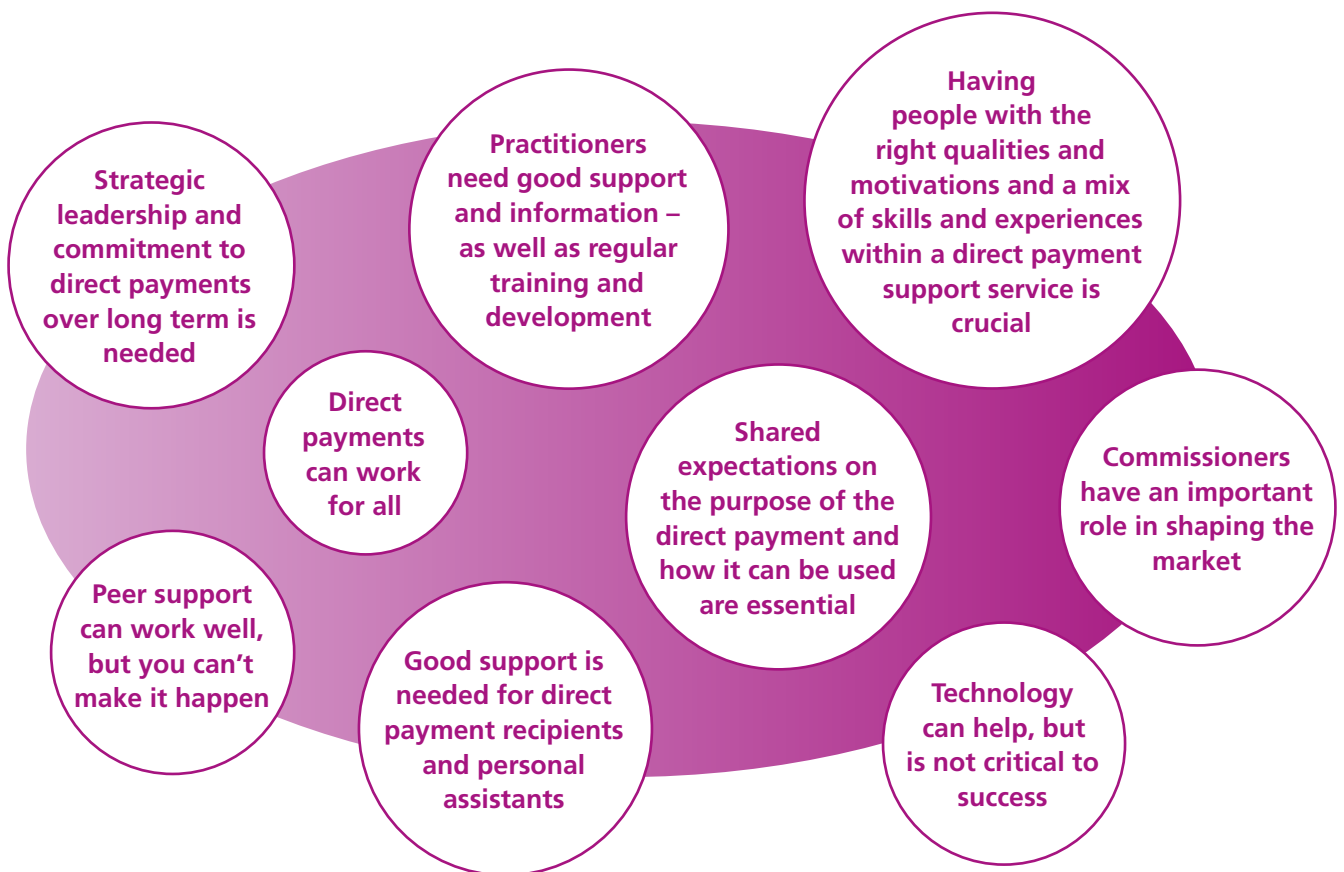 Strategic
leadership and
commitment to
direct payments
over long term is
needed
Practitioners
need good support
and information –
as well as regular
training and
development
Having
people with the
right qualities and
motivations and a mix
of skills and experiences
within a direct payment
support service is
crucial
Direct
payments
can work
for all
Shared
expectations on
the purpose of the
direct payment and
how it can be used
are essential
Commissioners
have an important
role in shaping the
market
Peer support
can work well,
but you can’t
make it happen
Good support is
needed for direct
payment recipients
and personal
assistants
Technology
can help, but
is not critical to
success